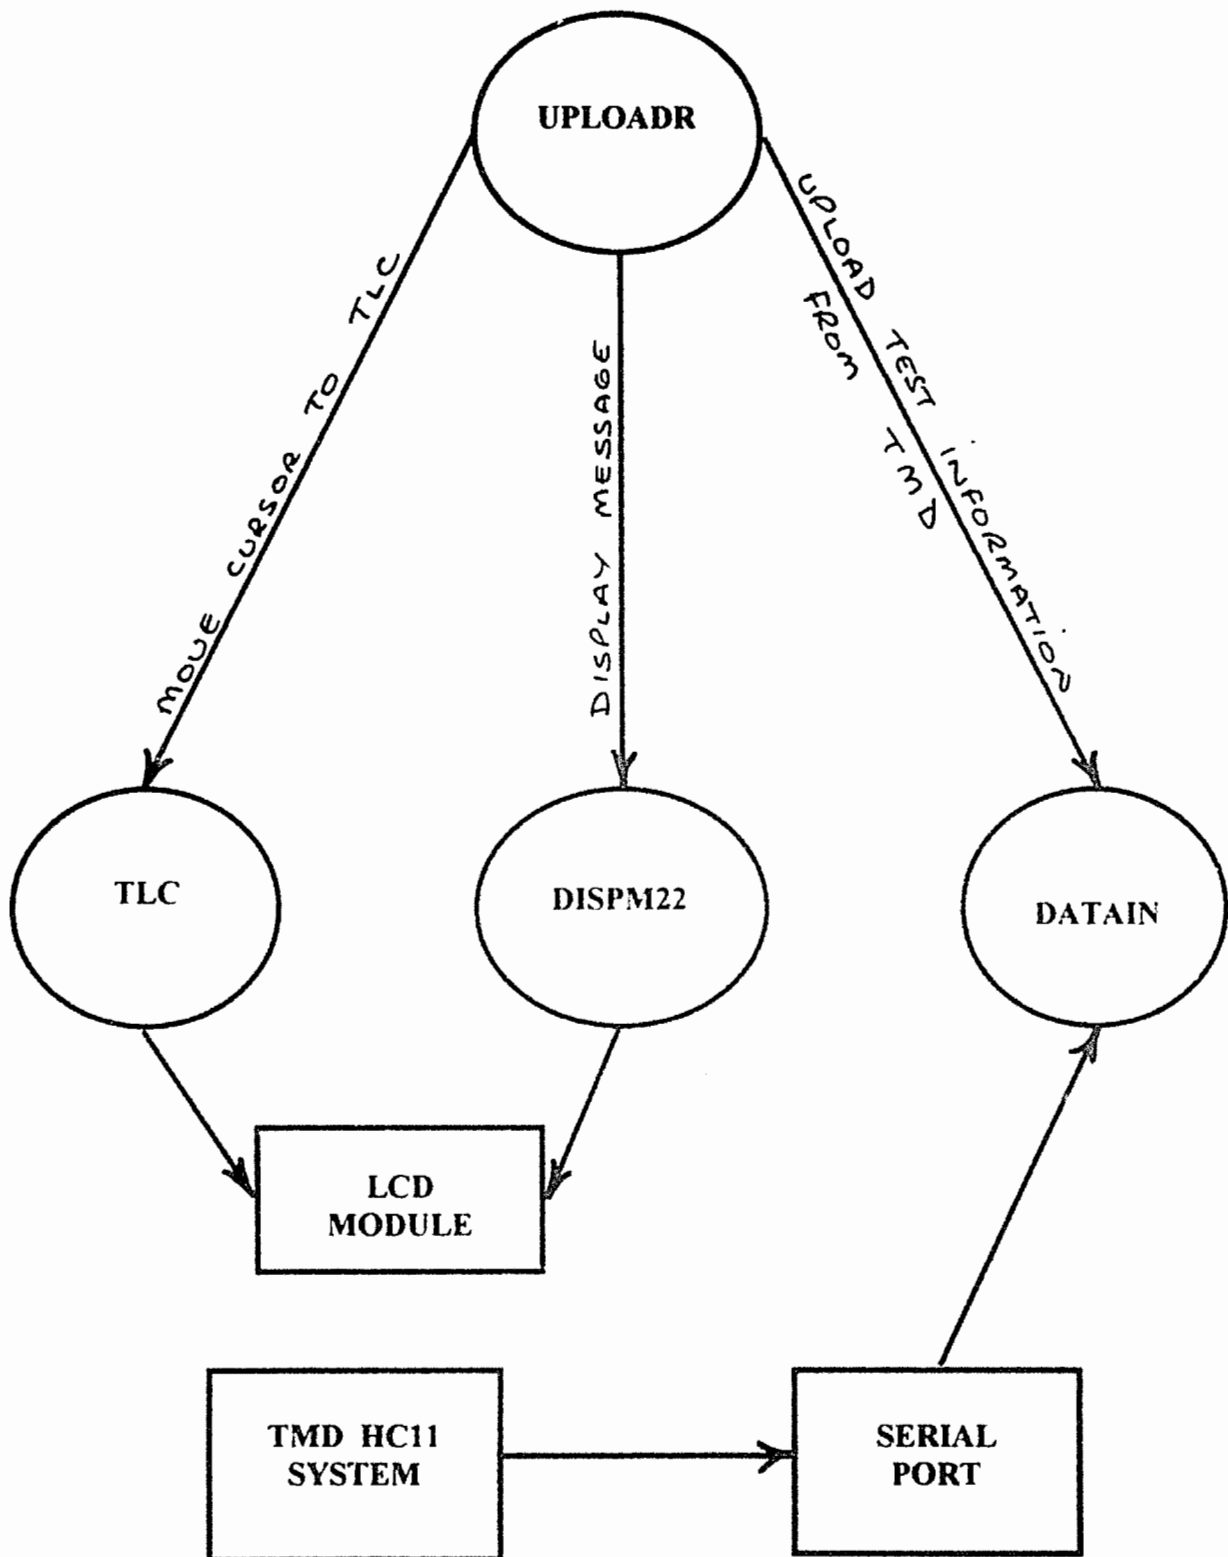 UPLOADR
MOVE CURSOR TO TLC
DISPLAY MESSAGE
UPLOAD TEST INFORMATION
FROM TMD
TLC
DISPM22
DATAIN
LCD
MODULE
TMD HC11
SYSTEM
SERIAL
PORT